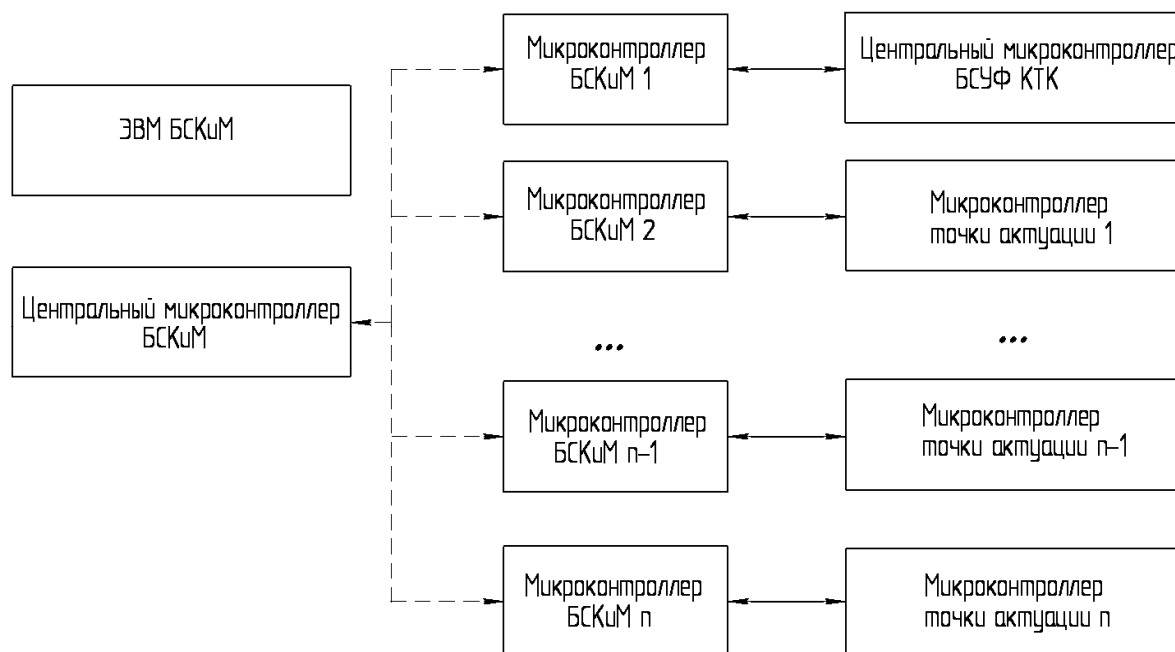 ЭВМ БСКиМ
Центральный микроконтроллер
БСКиМ
Микроконтроллер
БСКиМ 1
Центральный микроконтроллер
БСУФ КТК
Микроконтроллер
БСКиМ 2
Микроконтроллер
точки актуации 1
...
...
Микроконтроллер
БСКиМ n-1
Микроконтроллер
точки актуации n-1
Микроконтроллер
БСКиМ n
Микроконтроллер
точки актуации n